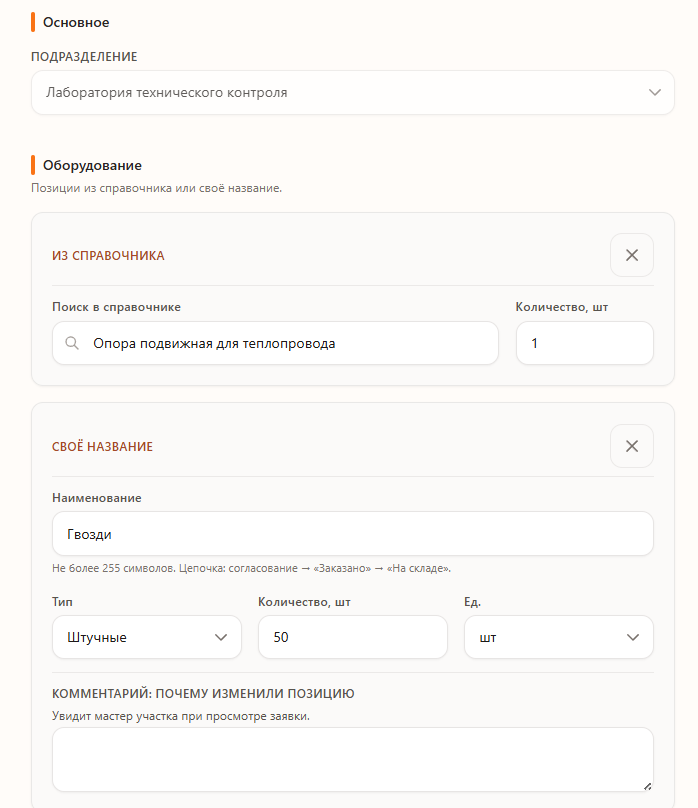 Основное
ПОДРАЗДЕЛЕНИЕ
Лаборатория технического контроля
Оборудование
Позиции из справочника или своё название.
ИЗ СПРАВОЧНИКА
Поиск в справочнике
Количество, шт
Опора подвижная для теплопровода
1
СВОЁ НАЗВАНИЕ
Наименование
Гвозди
Не более 255 символов. Цепочка: согласование → «Заказано» → «На складе».
Тип
Количество, шт
Ед.
Штучные
50
шт
КОММЕНТАРИЙ: ПОЧЕМУ ИЗМЕНИЛИ ПОЗИЦИЮ
Увидит мастер участка при просмотре заявки.